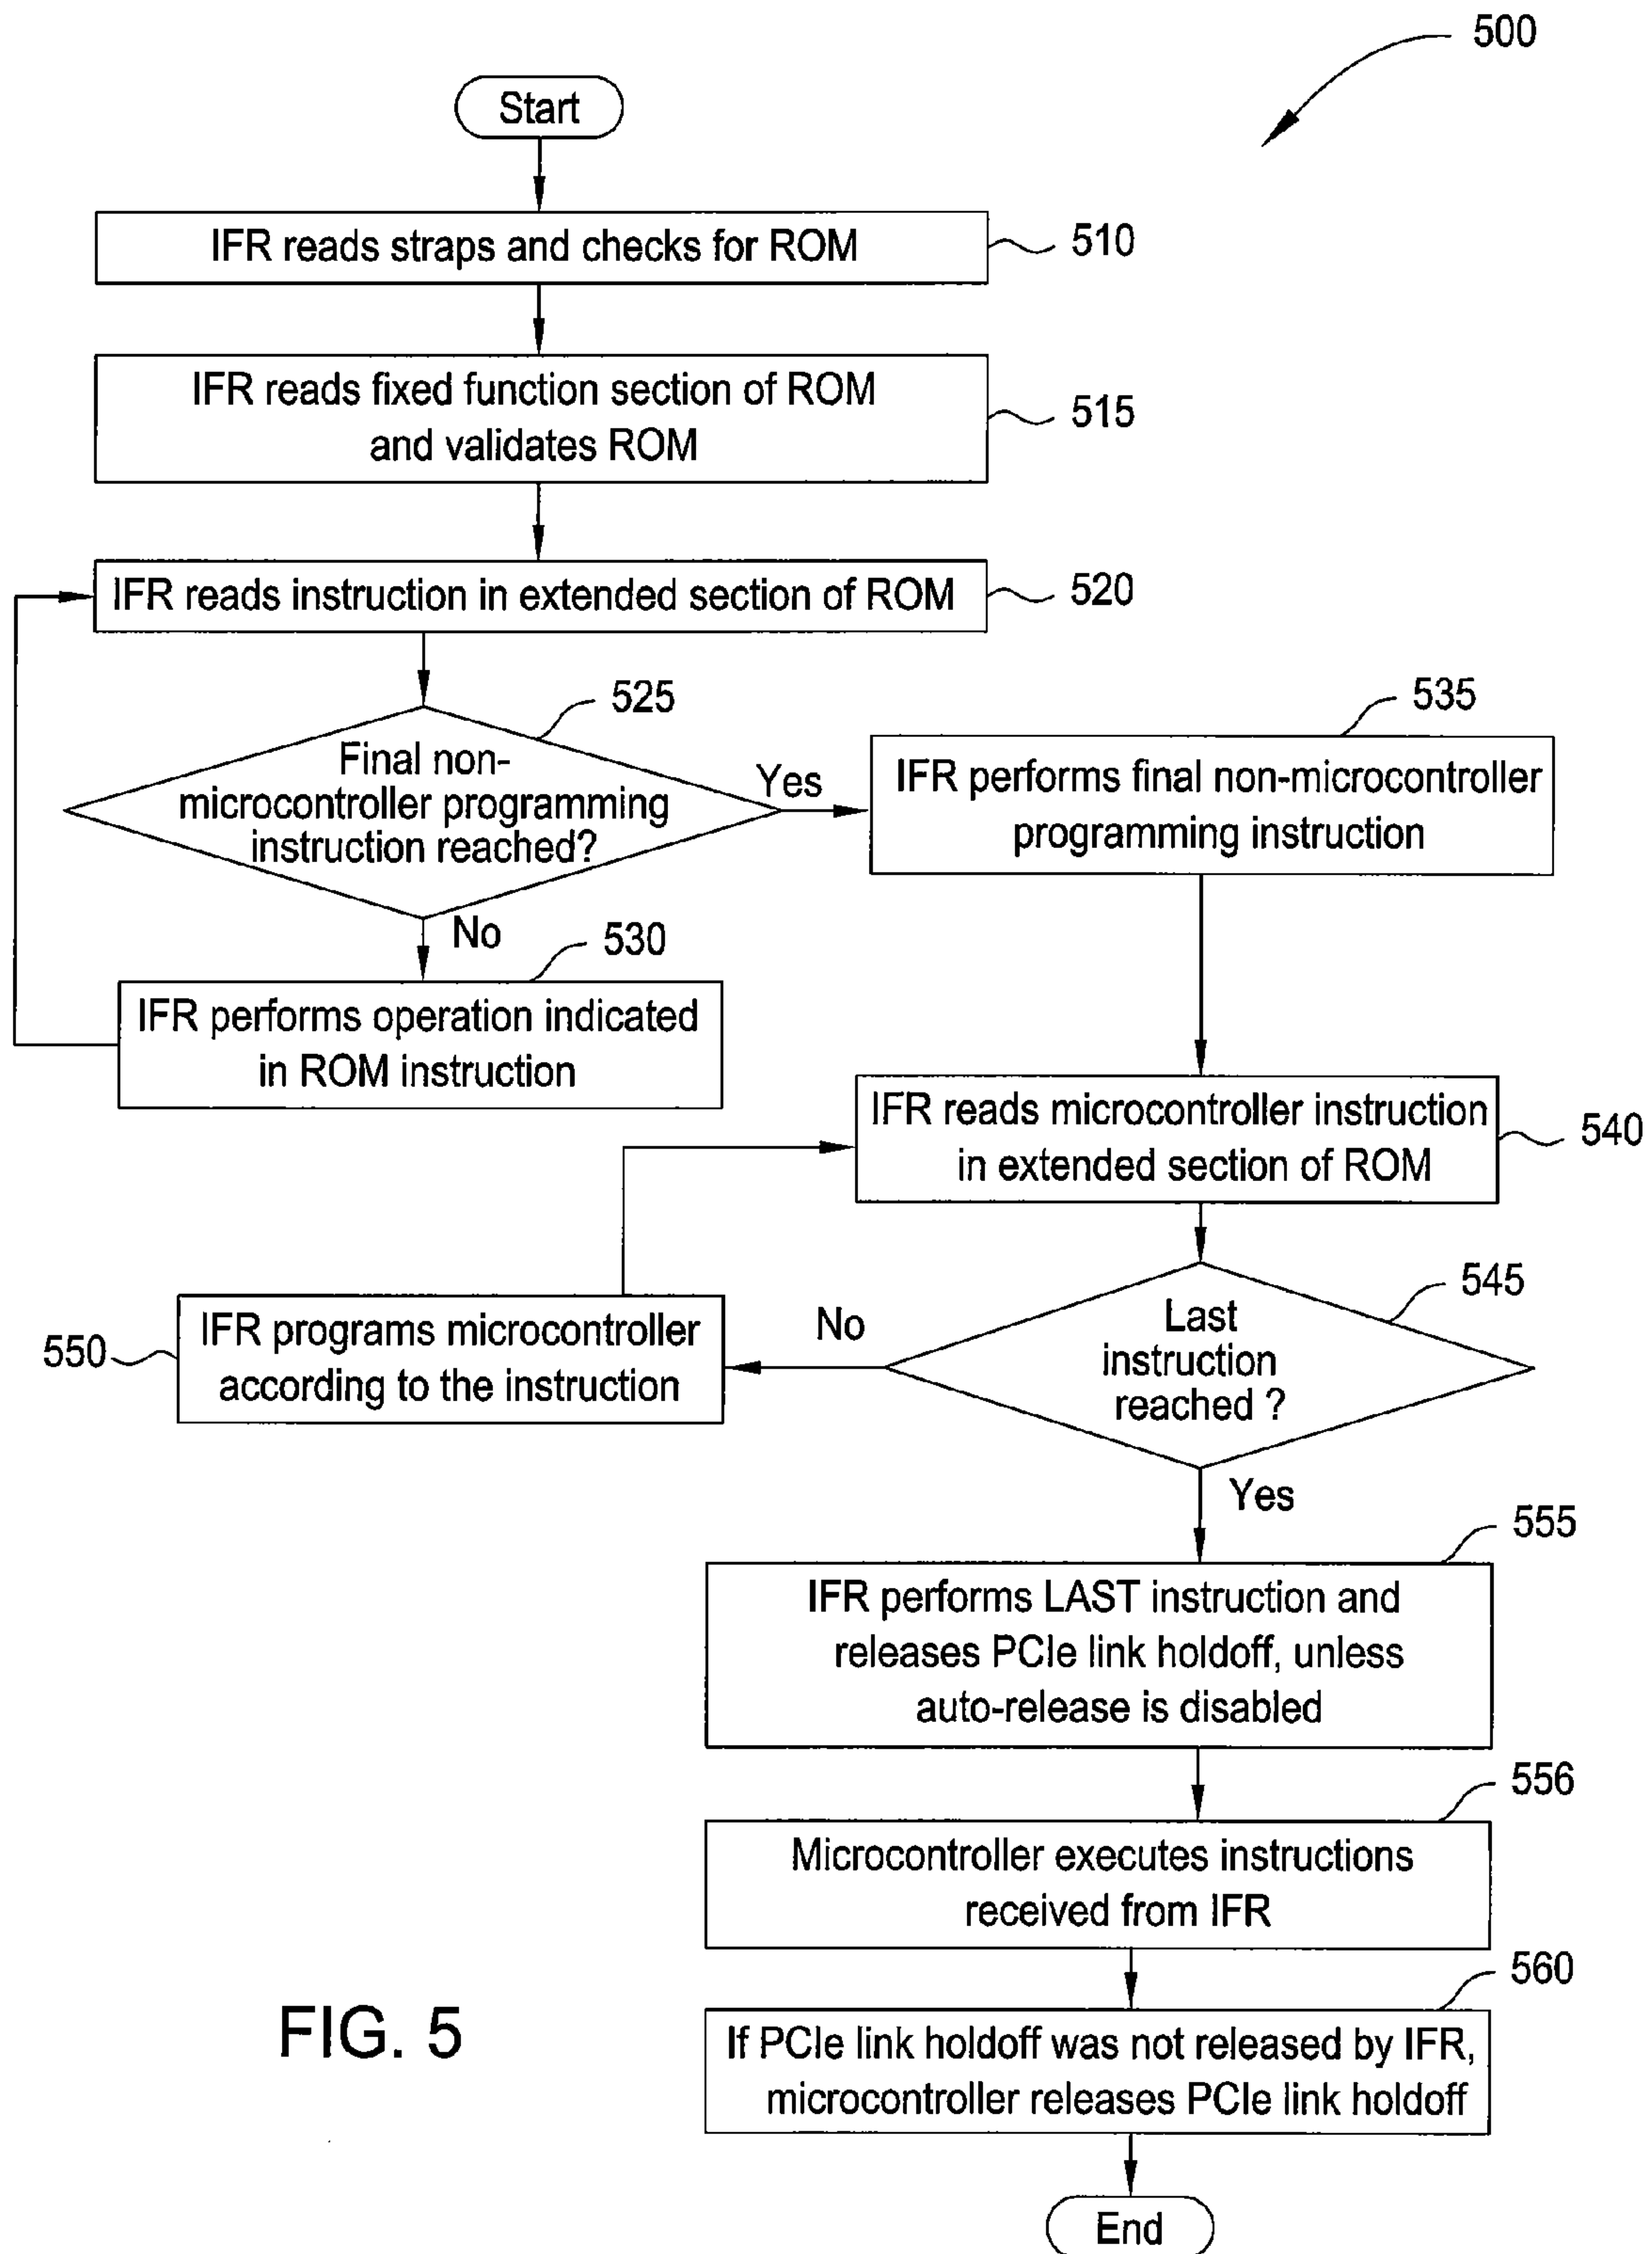 500
Start
IFR reads straps and checks for ROM
510
IFR reads fixed function section of ROM
and validates ROM
515
IFR reads instruction in extended section of ROM
520
525
Final non-
microcontroller programming
instruction reached?
Yes
535
IFR performs final non-microcontroller
programming instruction
No
530
IFR performs operation indicated
in ROM instruction
IFR reads microcontroller instruction
in extended section of ROM
540
545
Last
instruction
reached ?
No
550
IFR programs microcontroller
according to the instruction
Yes
555
IFR performs LAST instruction and
releases PCIe link holdoff, unless
auto-release is disabled
556
Microcontroller executes instructions
received from IFR
560
If PCIe link holdoff was not released by IFR,
microcontroller releases PCIe link holdoff
End
FIG. 5